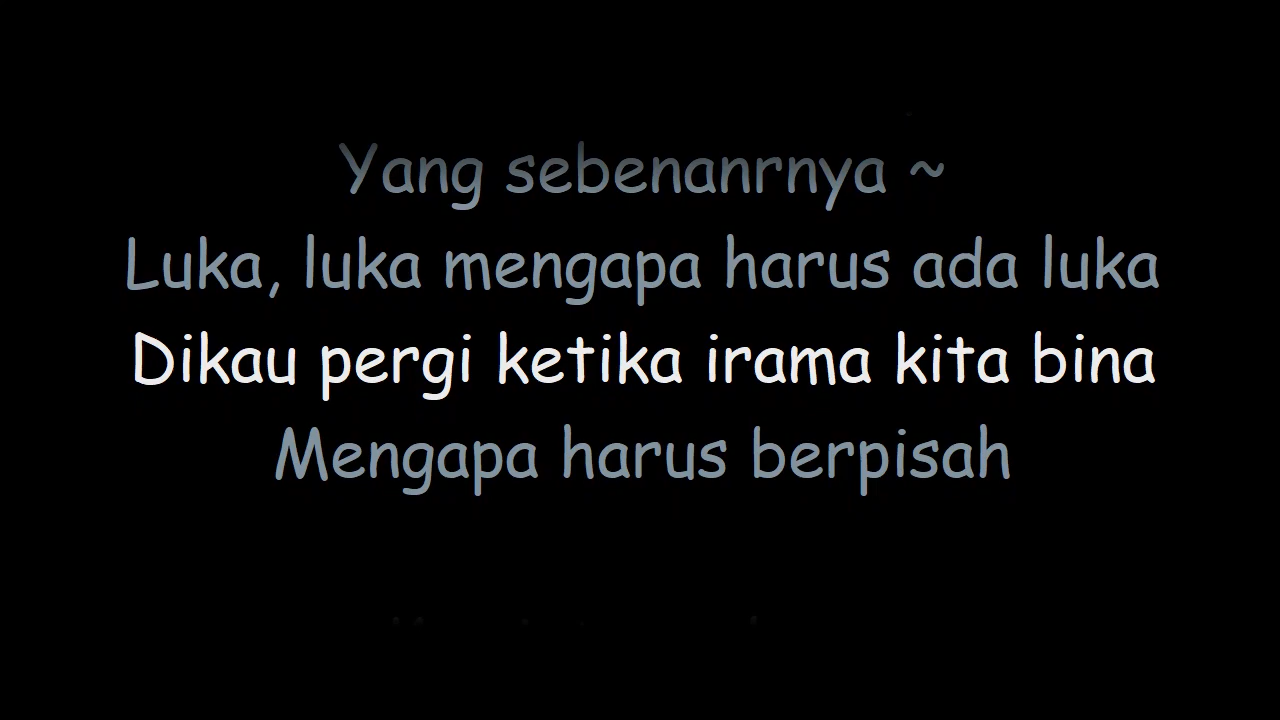 Yang sebenanrnya ~
Luka, luka mengapa harus ada luka
Dikau pergi ketika irama kita bina
Mengapa harus berpisah